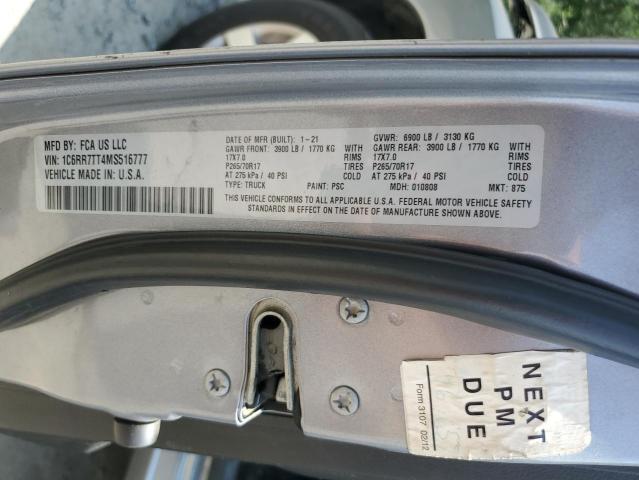 MFD BY: FCA US LLC
VIN: 1C6RR7TT4MS516777
VEHICLE MADE IN U.S.A.
DATE OF MFR (BUILT): 1-21
GAWR FRONT: 3900 LB / 1770 KG WITH
17X7.0 RIMS
P265/70R17 TIRES
AT 275 kPa / 40 PSI COLD
TYPE: TRUCK PAINT: PSC
GVWR: 6900 LB / 3130 KG
GAWR REAR: 3900 LB / 1770 KG WITH
17X7.0 RIMS
P265/70R17 TIRES
AT 275 kPa / 40 PSI COLD
MDH: 010808 MKT: 875
THIS VEHICLE CONFORMS TO ALL APPLICABLE U.S.A. FEDERAL MOTOR VEHICLE SAFETY
STANDARDS IN EFFECT ON THE DATE OF MANUFACTURE SHOWN ABOVE.
NEXT
PM
DUE
Form 3107 02/12